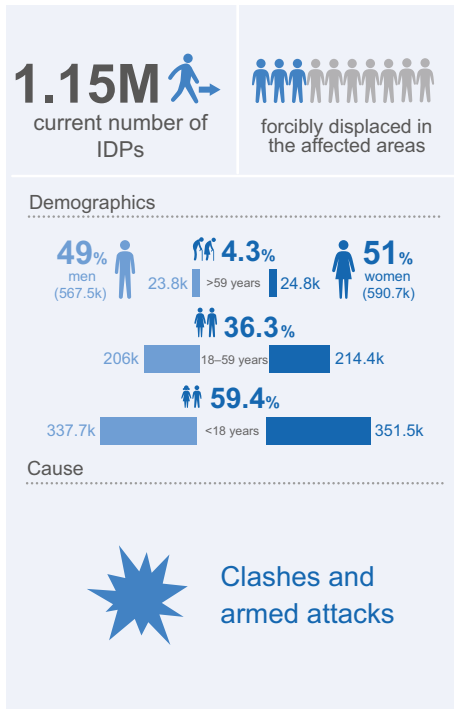 1.15M
current number of
IDPs
forcibly displaced in
the affected areas
Demographics
49%
men
(567.5k)
4.3%
23.8k >59 years 24.8k
51%
women
(590.7k)
36.3%
206k 18–59 years 214.4k
59.4%
337.7k <18 years 351.5k
Cause
Clashes and
armed attacks